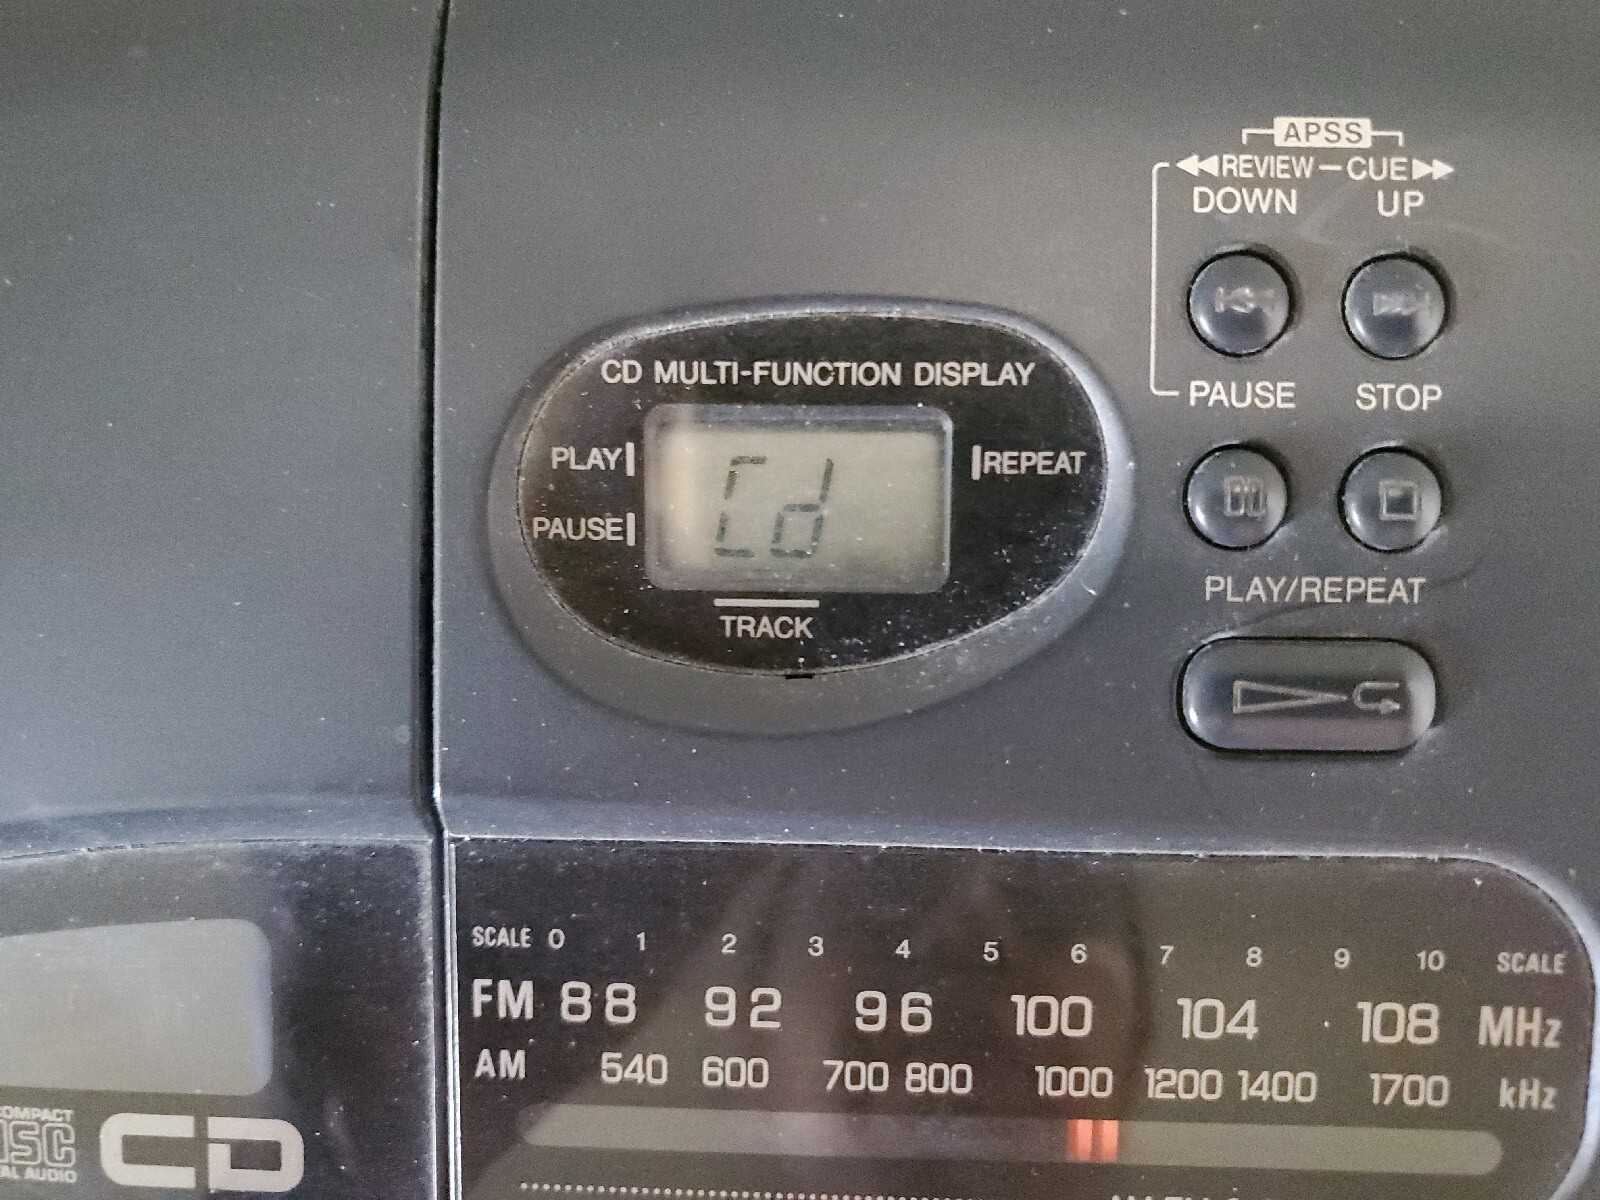 APSS
REVIEW — CUE
DOWN UP
CD MULTI-FUNCTION DISPLAY
PAUSE STOP
PLAY
Cd
REPEAT
PAUSE
PLAY/REPEAT
TRACK
SCALE 0 1 2 3 4 5 6 7 8 9 10 SCALE
FM 88 92 96 100 104 108 MHz
AM 540 600 700 800 1000 1200 1400 1700 kHz
COMPACT
CD
AUDIO